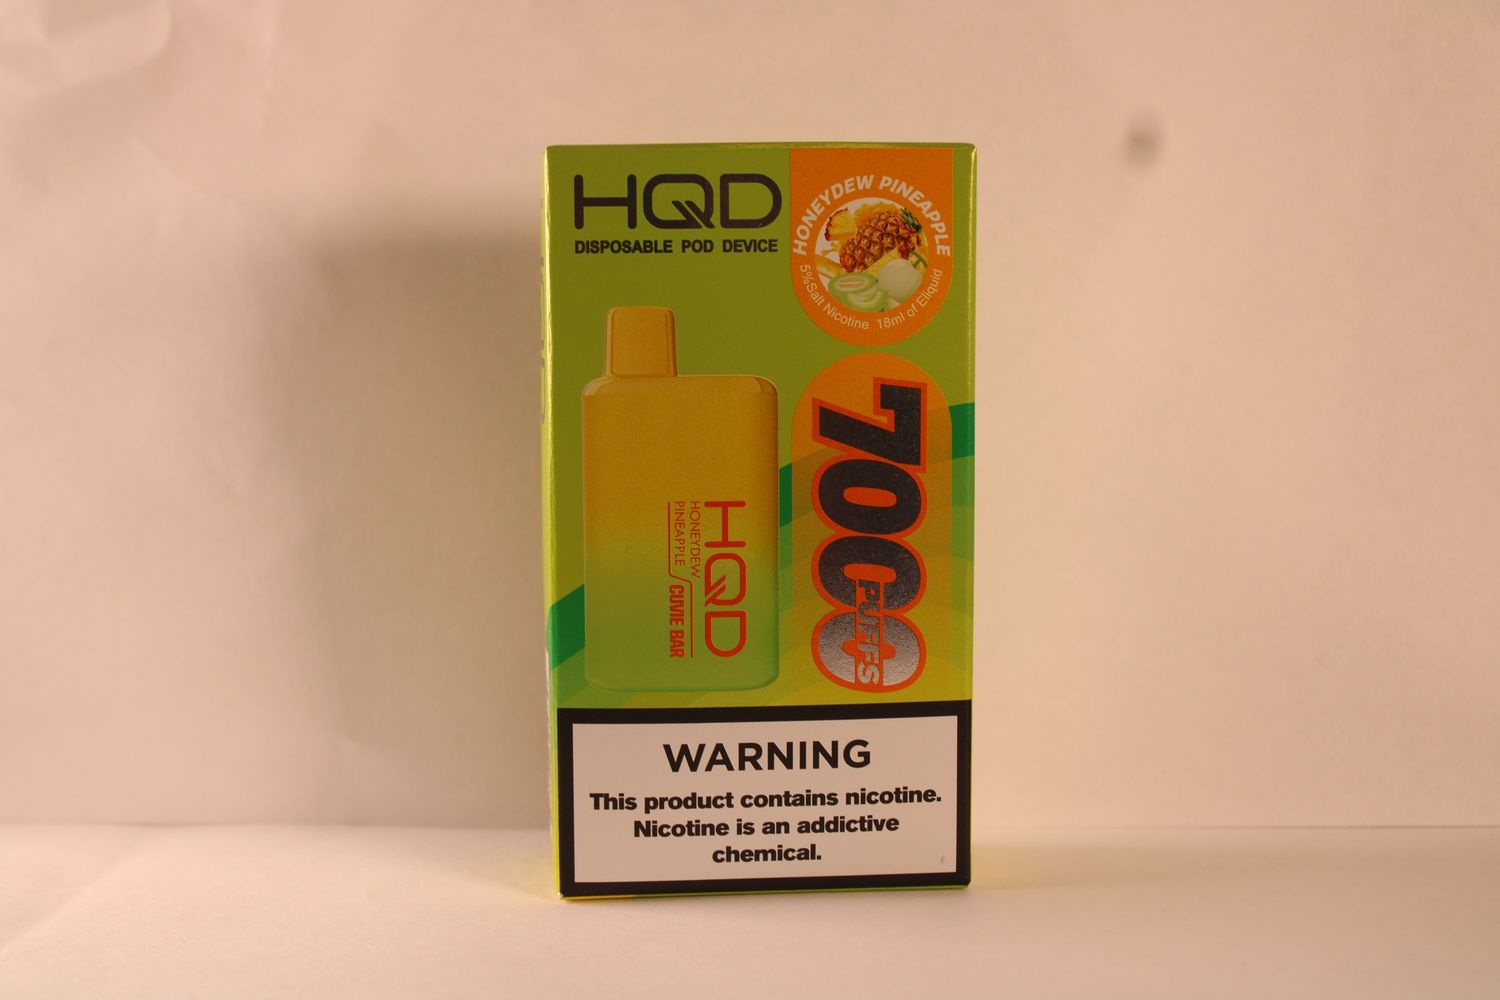 HQD
DISPOSABLE POD DEVICE
HONEYDEW PINEAPPLE
5%Salt Nicotine .18ml of Eliquid
7000
PUFFS
HQD
HONEYDEW
PINEAPPLE
CUVIE BAR
WARNING
This product contains nicotine.
Nicotine is an addictive
chemical.